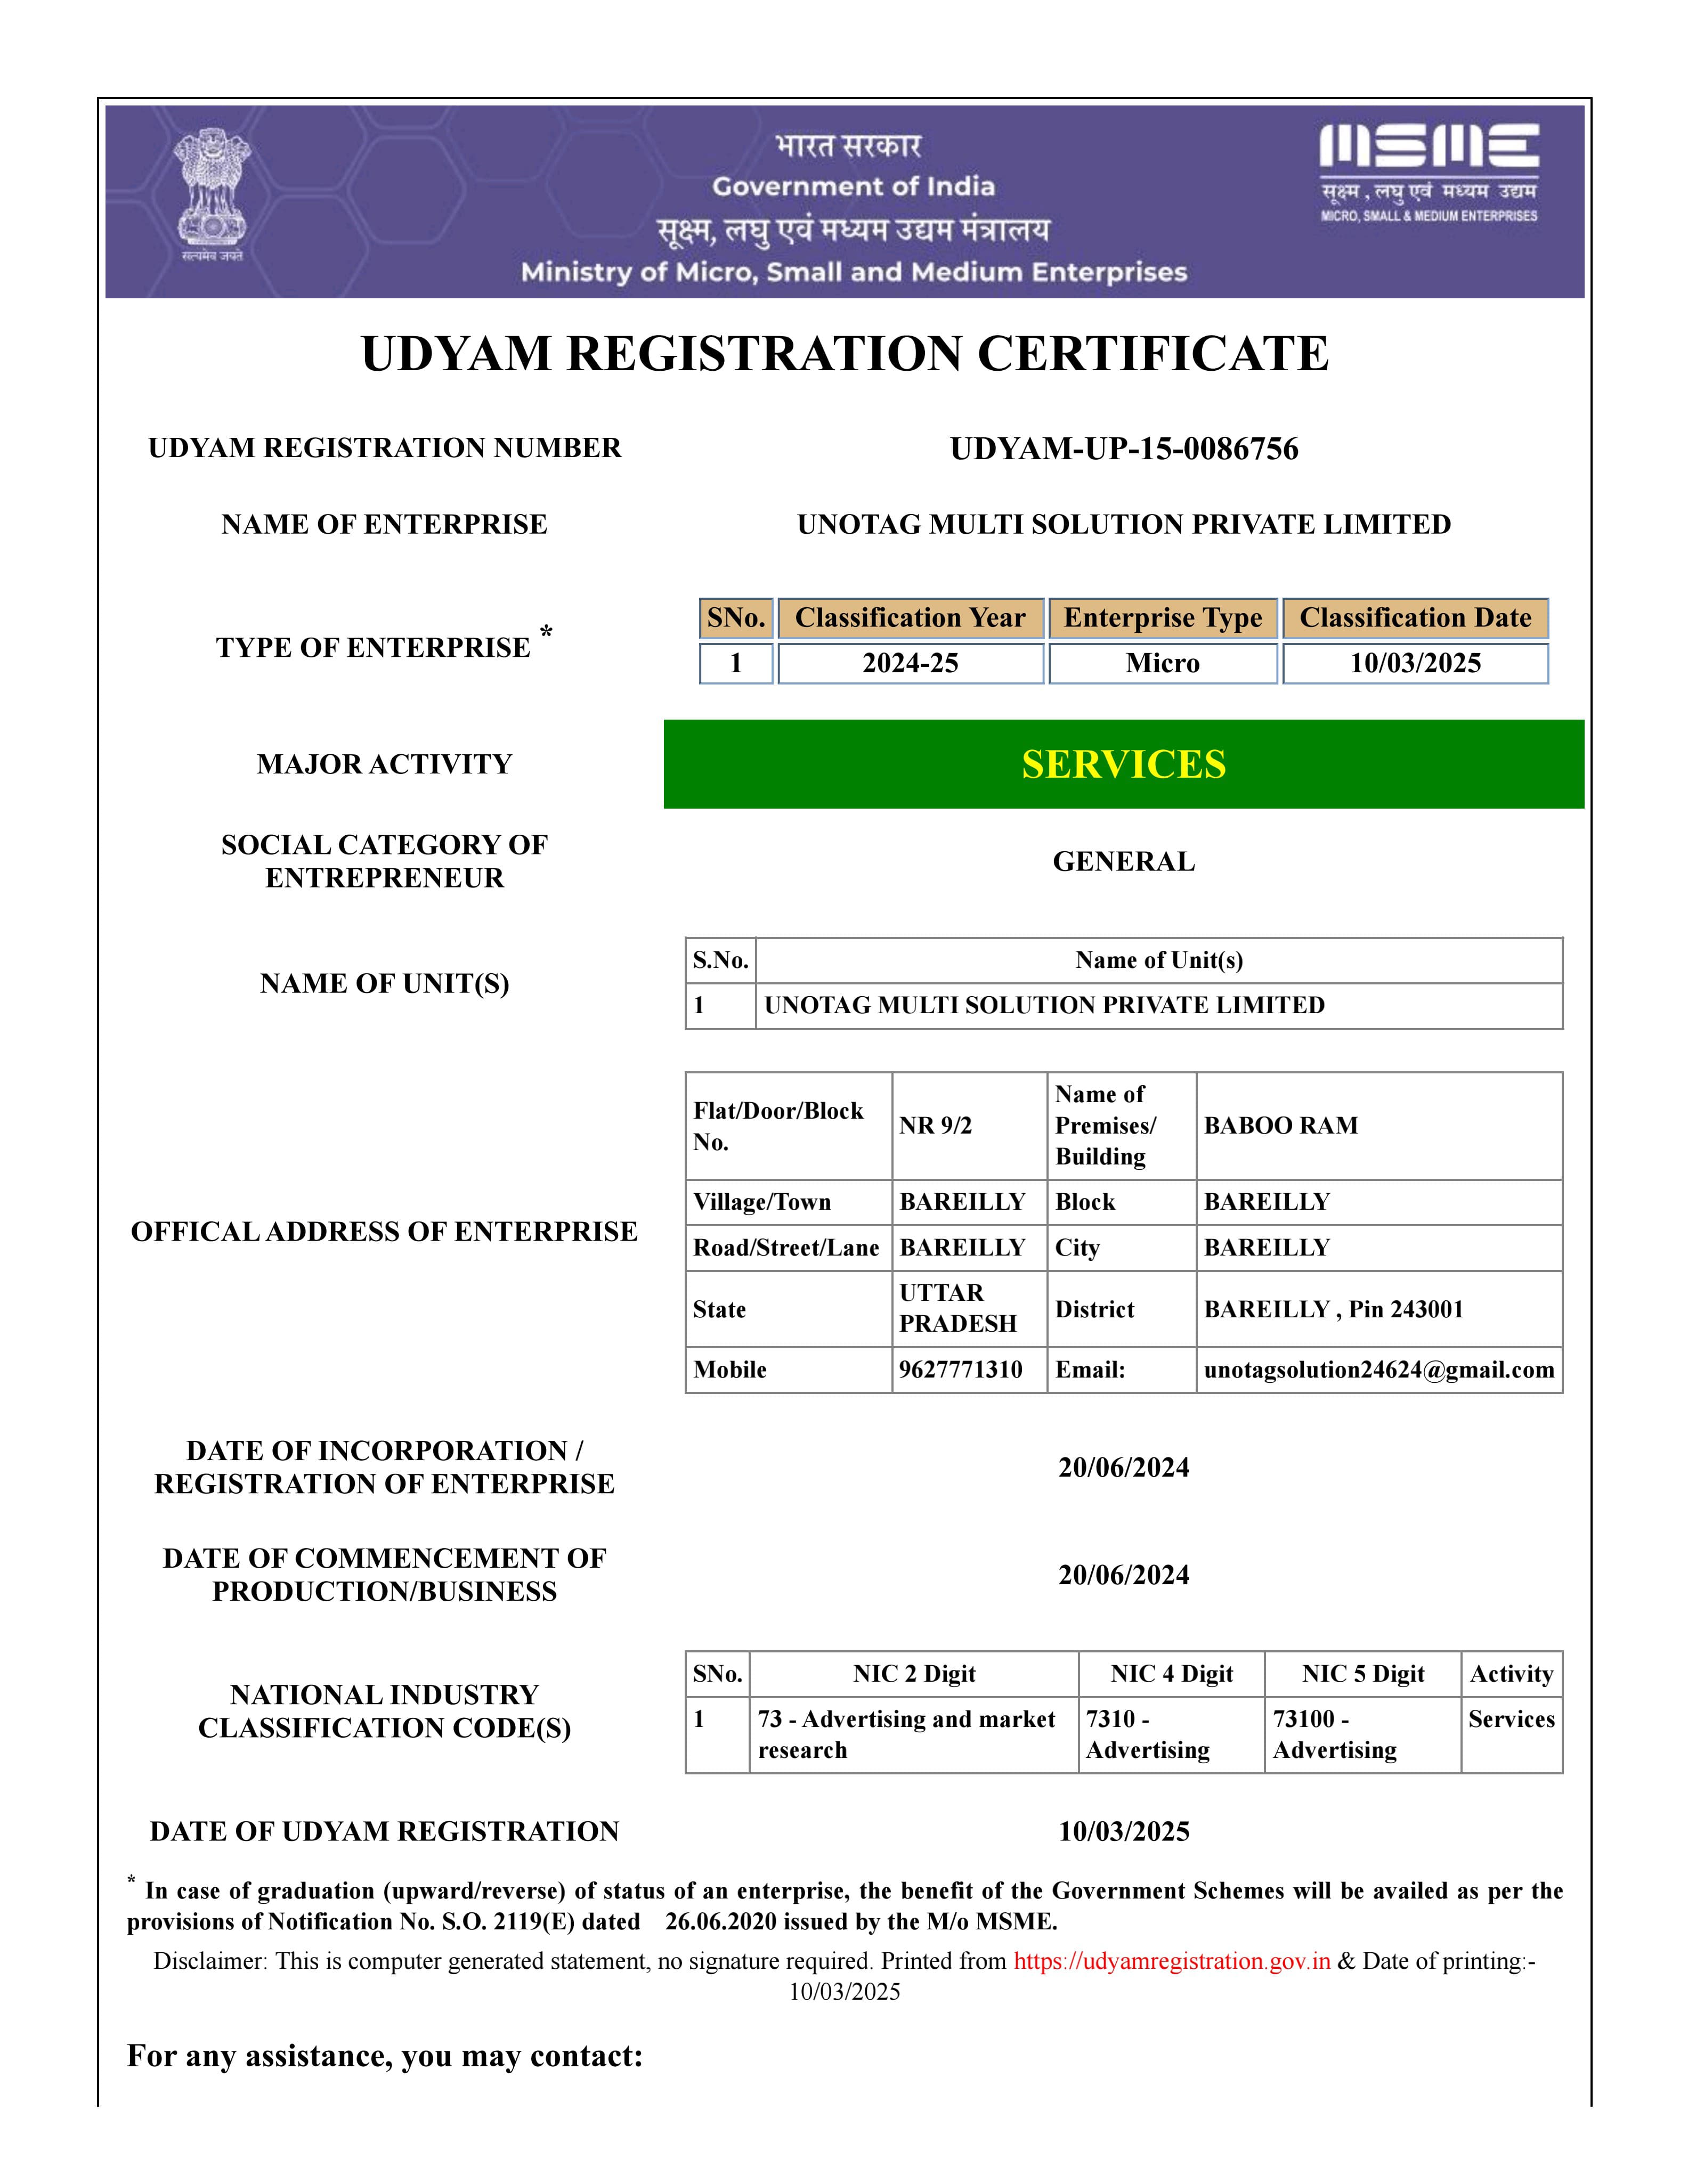 भारत सरकार
Government of India
सूक्ष्म, लघु एवं मध्यम उद्यम मंत्रालय
Ministry of Micro, Small and Medium Enterprises
सत्यमेव जयते
MSME
सूक्ष्म, लघु एवं मध्यम उद्यम
MICRO, SMALL & MEDIUM ENTERPRISES
UDYAM REGISTRATION CERTIFICATE
UDYAM REGISTRATION NUMBER UDYAM-UP-15-0086756
NAME OF ENTERPRISE UNOTAG MULTI SOLUTION PRIVATE LIMITED
TYPE OF ENTERPRISE *
SNo. Classification Year Enterprise Type Classification Date
1 2024-25 Micro 10/03/2025
MAJOR ACTIVITY SERVICES
SOCIAL CATEGORY OF
ENTREPRENEUR
GENERAL
NAME OF UNIT(S)
S.No. Name of Unit(s)
1 UNOTAG MULTI SOLUTION PRIVATE LIMITED
OFFICAL ADDRESS OF ENTERPRISE
Flat/Door/Block
No.
NR 9/2
Name of
Premises/
Building
BABOO RAM
Village/Town BAREILLY Block BAREILLY
Road/Street/Lane BAREILLY City BAREILLY
State
UTTAR
PRADESH
District BAREILLY , Pin 243001
Mobile 9627771310 Email: unotagsolution24624@gmail.com
DATE OF INCORPORATION /
REGISTRATION OF ENTERPRISE
20/06/2024
DATE OF COMMENCEMENT OF
PRODUCTION/BUSINESS
20/06/2024
NATIONAL INDUSTRY
CLASSIFICATION CODE(S)
SNo. NIC 2 Digit NIC 4 Digit NIC 5 Digit Activity
1
73 - Advertising and market
research
7310 -
Advertising
73100 -
Advertising
Services
DATE OF UDYAM REGISTRATION 10/03/2025
* In case of graduation (upward/reverse) of status of an enterprise, the benefit of the Government Schemes will be availed as per the
provisions of Notification No. S.O. 2119(E) dated 26.06.2020 issued by the M/o MSME.
Disclaimer: This is computer generated statement, no signature required. Printed from https://udyamregistration.gov.in & Date of printing:-
10/03/2025
For any assistance, you may contact: